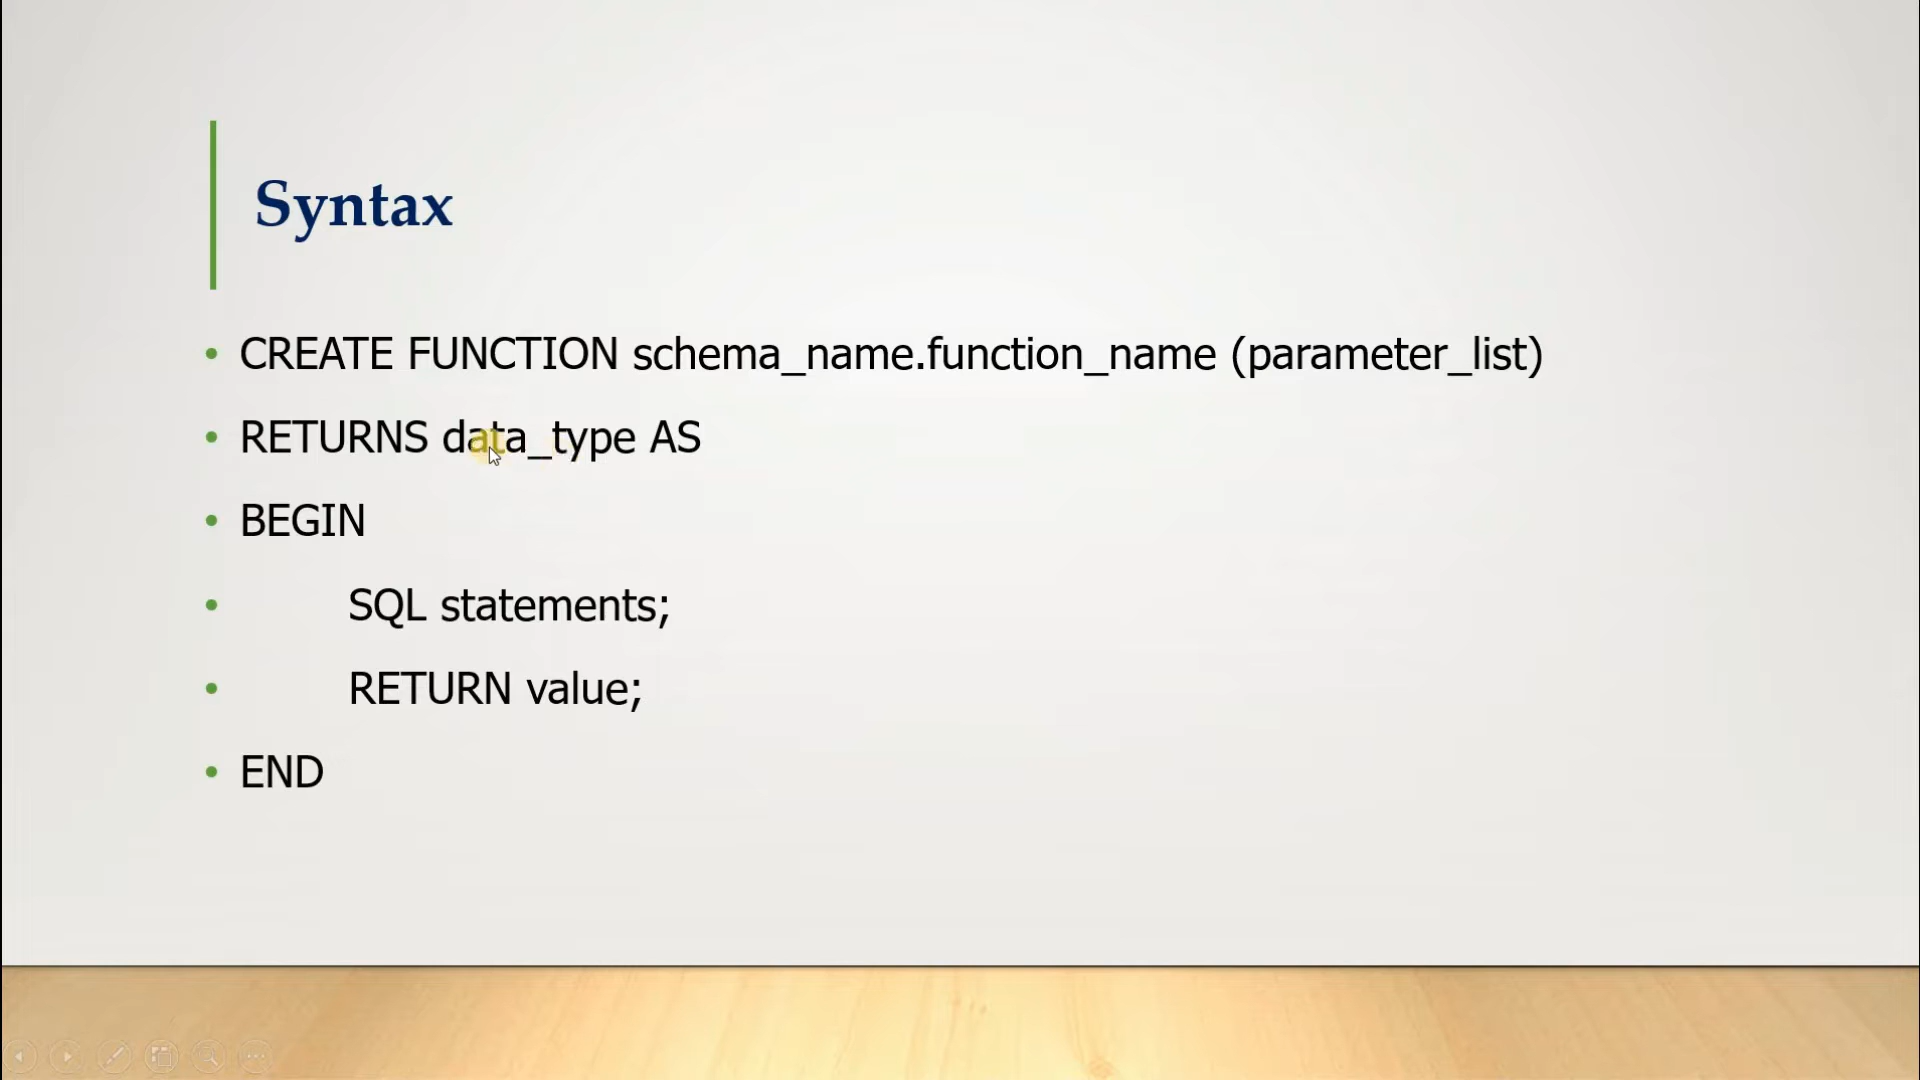 Syntax
• CREATE FUNCTION schema_name.function_name (parameter_list)
• RETURNS data_type AS
• BEGIN
• SQL statements;
• RETURN value;
• END